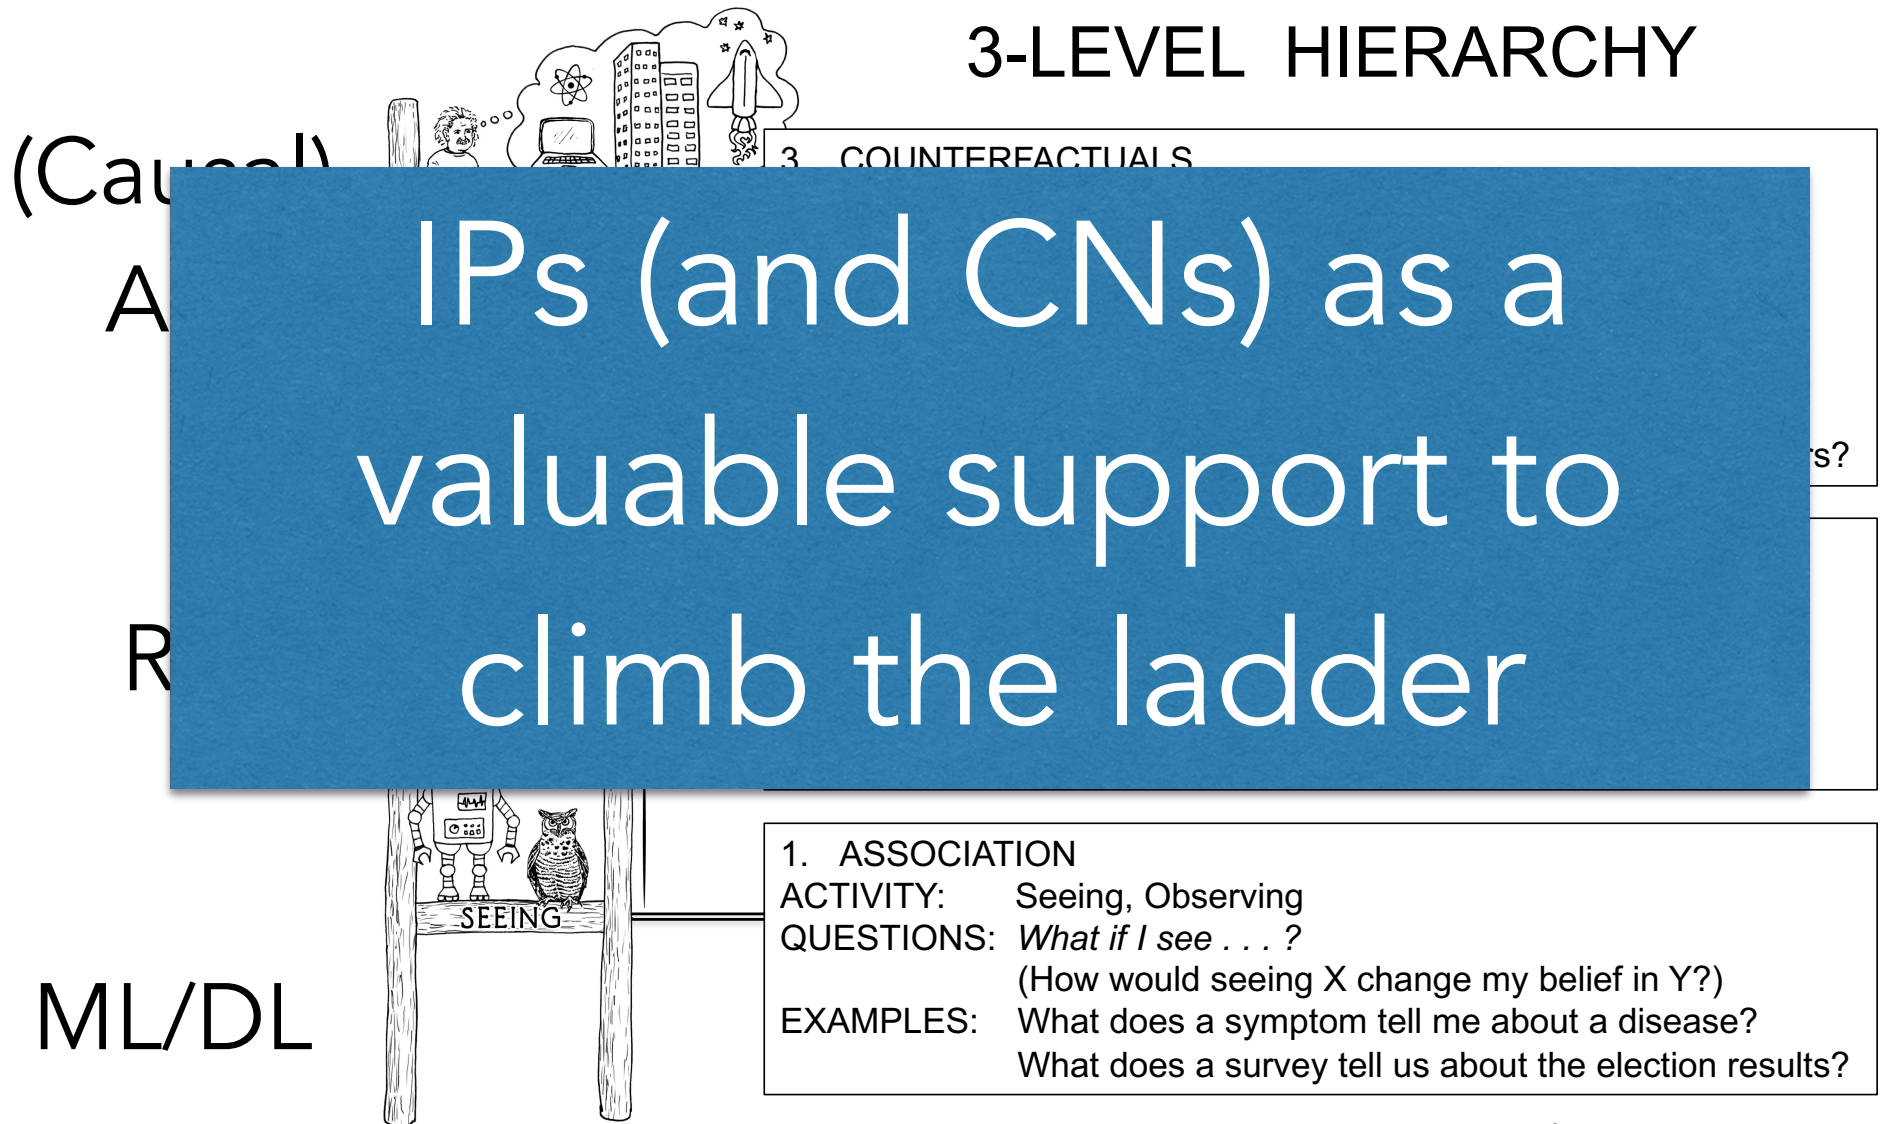 3-LEVEL HIERARCHY
(Causal)
3. COUNTERFACTUALS
A
IPs (and CNs) as a
valuable support to
climb the ladder
rs?
R
SEEING
1. ASSOCIATION
ACTIVITY: Seeing, Observing
QUESTIONS: What if I see . . . ?
(How would seeing X change my belief in Y?)
EXAMPLES: What does a symptom tell me about a disease?
What does a survey tell us about the election results?
ML/DL